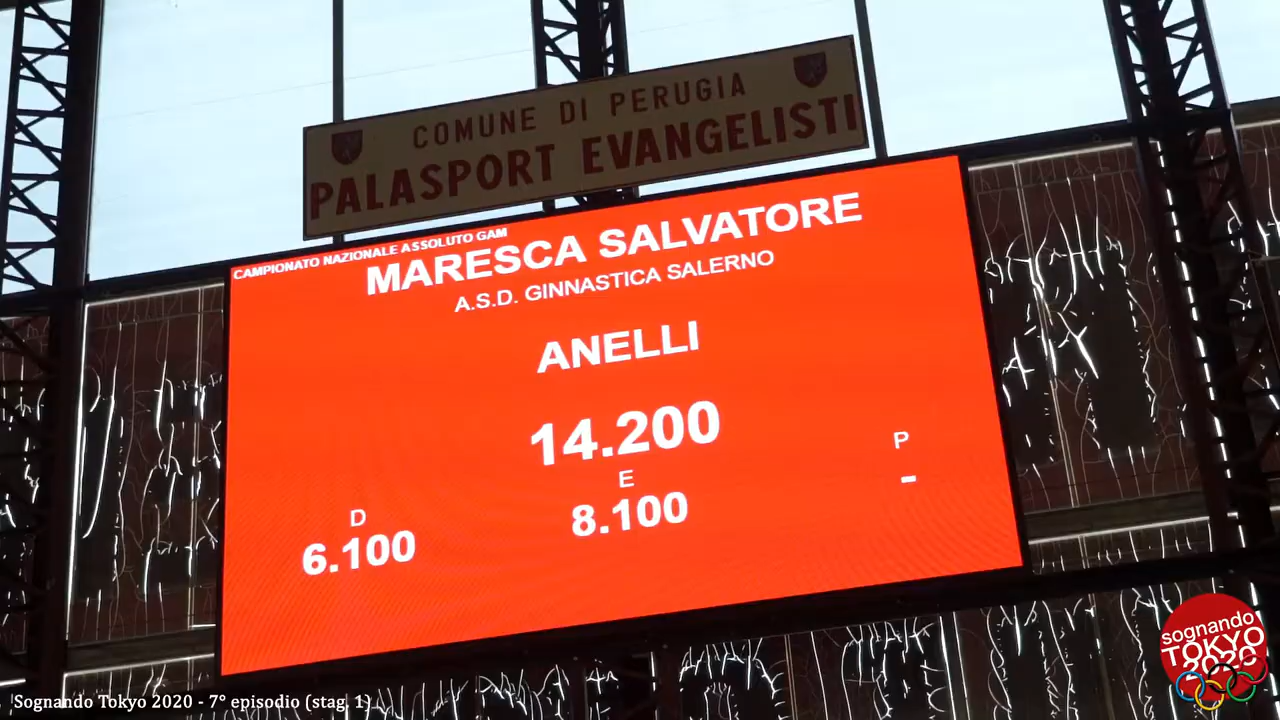 COMUNE DI PERUGIA
PALASPORT EVANGELISTI
CAMPIONATO NAZIONALE ASSOLUTO GAM
MARESCA SALVATORE
A.S.D. GINNASTICA SALERNO
ANELLI
14.200
E
8.100
D
6.100
P
-
sognando
TOKYO
2020
Sognando Tokyo 2020 - 7° episodio (stag. 1)